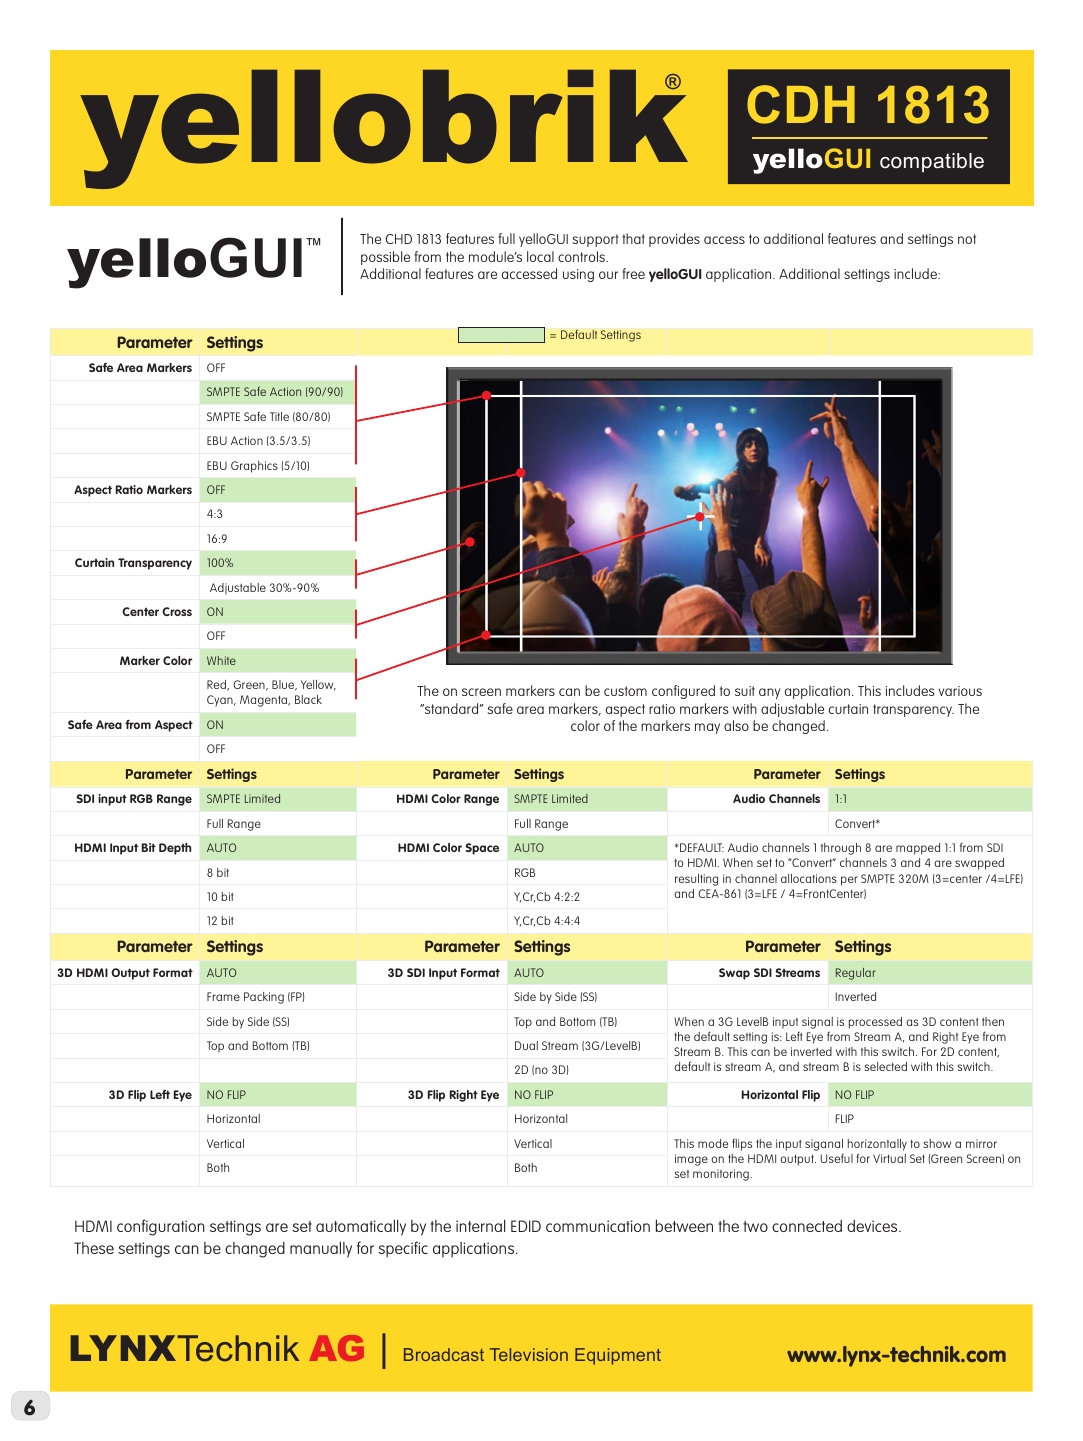 yellobrik®
CDH 1813
yelloGUI compatible
yelloGUI™
The CHD 1813 features full yelloGUI support that provides access to additional features and settings not
possible from the module's local controls.
Additional features are accessed using our free yelloGUI application. Additional settings include:
Parameter Settings
= Default Settings
Safe Area Markers OFF
SMPTE Safe Action (90/90)
SMPTE Safe Title (80/80)
EBU Action (3.5/3.5)
EBU Graphics (5/10)
Aspect Ratio Markers OFF
4:3
16:9
Curtain Transparency 100%
Adjustable 30%-90%
Center Cross ON
OFF
Marker Color White
Red, Green, Blue, Yellow,
Cyan, Magenta, Black
Safe Area from Aspect ON
OFF
The on screen markers can be custom configured to suit any application. This includes various
"standard" safe area markers, aspect ratio markers with adjustable curtain transparency. The
color of the markers may also be changed.
Parameter Settings Parameter Settings Parameter Settings
SDI input RGB Range SMPTE Limited HDMI Color Range SMPTE Limited Audio Channels 1:1
Full Range Full Range Convert*
HDMI Input Bit Depth AUTO HDMI Color Space AUTO
8 bit RGB
10 bit Y,Cr,Cb 4:2:2
12 bit Y,Cr,Cb 4:4:4
*DEFAULT: Audio channels 1 through 8 are mapped 1:1 from SDI
to HDMI. When set to "Convert" channels 3 and 4 are swapped
resulting in channel allocations per SMPTE 320M (3=center /4=LFE)
and CEA-861 (3=LFE / 4=FrontCenter)
Parameter Settings Parameter Settings Parameter Settings
3D HDMI Output Format AUTO 3D SDI Input Format AUTO Swap SDI Streams Regular
Frame Packing (FP) Side by Side (SS) Inverted
Side by Side (SS) Top and Bottom (TB)
Top and Bottom (TB) Dual Stream (3G/LevelB)
2D (no 3D)
When a 3G LevelB input signal is processed as 3D content then
the default setting is: Left Eye from Stream A, and Right Eye from
Stream B. This can be inverted with this switch. For 2D content,
default is stream A, and stream B is selected with this switch.
3D Flip Left Eye NO FLIP 3D Flip Right Eye NO FLIP Horizontal Flip NO FLIP
Horizontal Horizontal FLIP
Vertical Vertical
Both Both
This mode flips the input siganal horizontally to show a mirror
image on the HDMI output. Useful for Virtual Set (Green Screen) on
set monitoring.
HDMI configuration settings are set automatically by the internal EDID communication between the two connected devices.
These settings can be changed manually for specific applications.
LYNXTechnik AG | Broadcast Television Equipment
www.lynx-technik.com
6